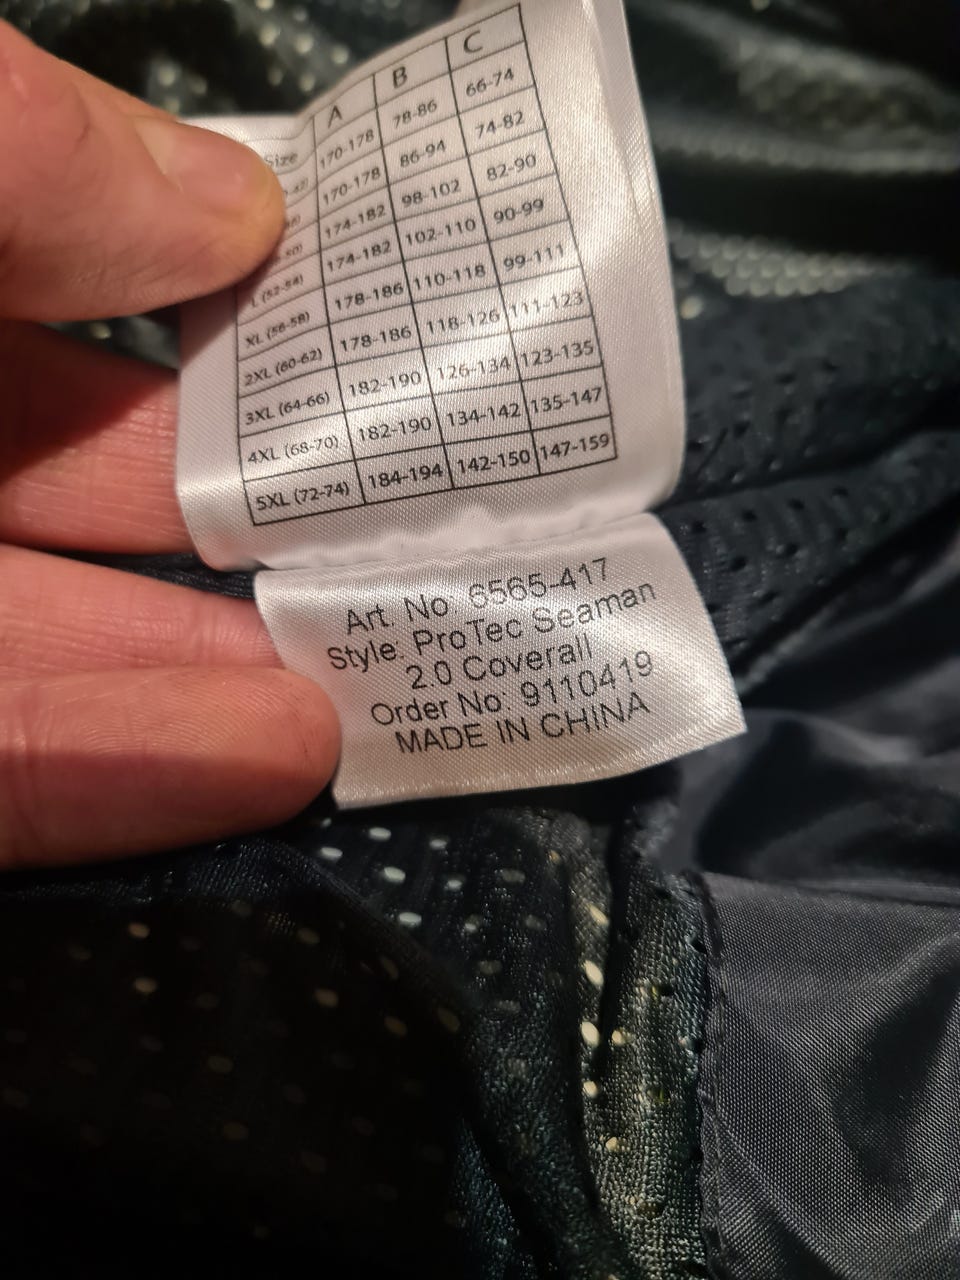 Size A B C
170-178 78-86 66-74
170-178 86-94 74-82
174-182 98-102 82-90
L (52-54) 174-182 102-110 90-99
XL (56-58) 178-186 110-118 99-111
2XL (60-62) 178-186 118-126 111-123
3XL (64-66) 182-190 126-134 123-135
4XL (68-70) 182-190 134-142 135-147
5XL (72-74) 184-194 142-150 147-159
Art. No 6565-417
Style: ProTec Seaman
2.0 Coverall
Order No: 9110419
MADE IN CHINA